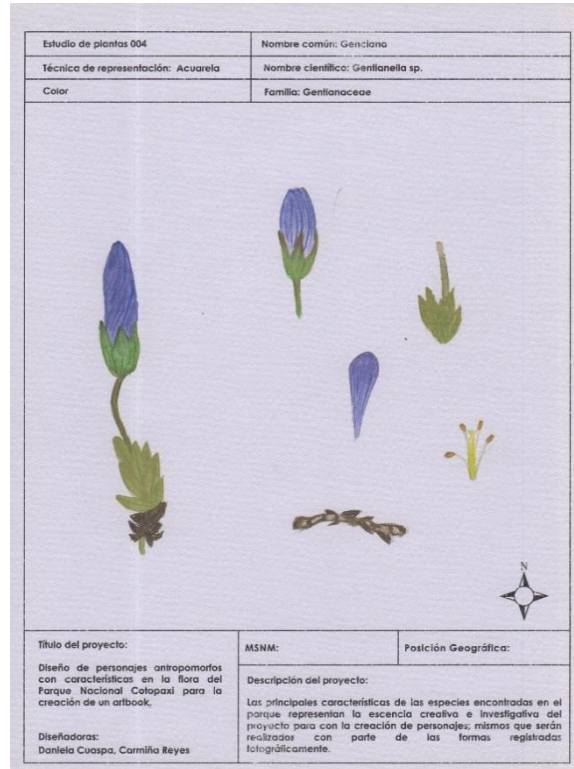 Estudio de plantas 004
Nombre común: Genciana
Técnica de representación: Acuarela
Nombre científico: Gentianella sp.
Color
Familia: Gentianaceae
N
Título del proyecto:
Diseño de personajes antropomorfos
con características en la flora del
Parque Nacional Cotopaxi para la
creación de un artbook,
Diseñadoras:
Daniela Cuaspa, Carmiña Reyes
MSNM:
Posición Geográfica:
Descripción del proyecto:
Las principales características de las especies encontradas en el
parque representan la escencia creativa e investigativa del
proyecto para con la creación de personajes; mismos que serán
realizados con parte de las formas registradas
fotográficamente.